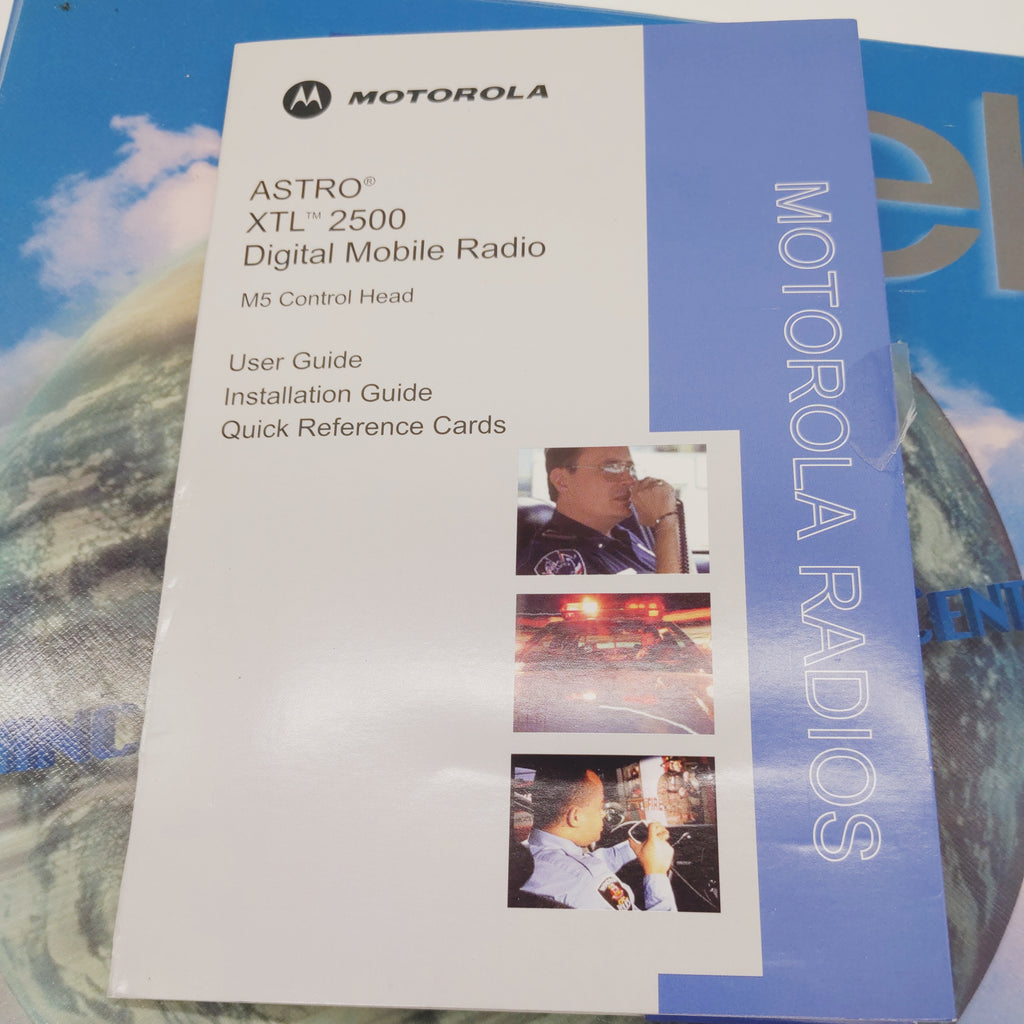 MOTOROLA
ASTRO®
XTL™ 2500
Digital Mobile Radio
M5 Control Head
User Guide
Installation Guide
Quick Reference Cards
MOTOROLA RADIOS
FIRE